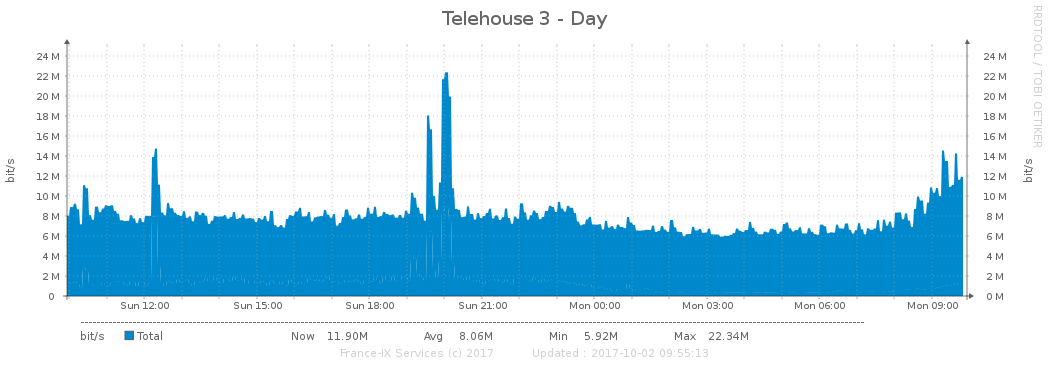 Telehouse 3 - Day
RRDTOOL / TOBI OETIKER
24 M 24 M
22 M 22 M
20 M 20 M
18 M 18 M
16 M 16 M
14 M 14 M
12 M 12 M
10 M 10 M
8 M 8 M
6 M 6 M
4 M 4 M
2 M 2 M
0 0 M
bit/s bit/s
Sun 12:00 Sun 15:00 Sun 18:00 Sun 21:00 Mon 00:00 Mon 03:00 Mon 06:00 Mon 09:00
bit/s Total Now 11.90M Avg 8.06M Min 5.92M Max 22.34M
France-IX Services (c) 2017 Updated : 2017-10-02 09:55:13